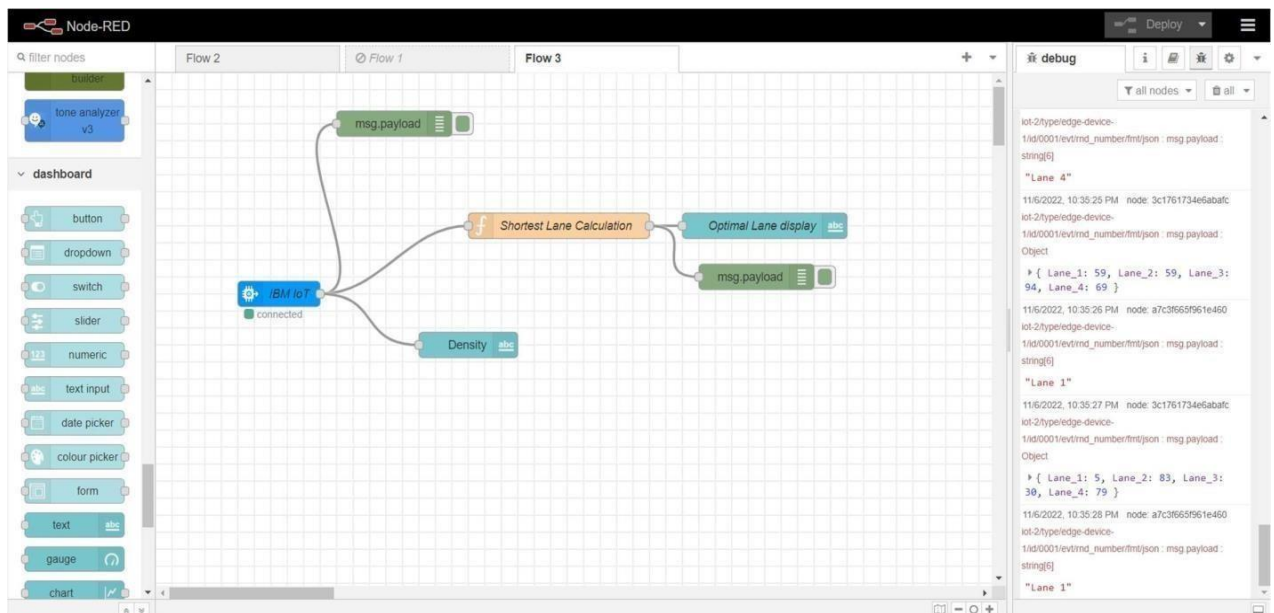 Node-RED
Deploy
filter nodes
Flow 2
Flow 1
Flow 3
debug
i
all nodes
all
builder
tone analyzer
v3
dashboard
button
dropdown
switch
slider
123 numeric
abc text input
date picker
colour picker
form
text abc
gauge
chart
msg.payload
f Shortest Lane Calculation
Optimal Lane display abc
msg.payload
IBM IoT
connected
Density abc
iot-2/type/edge-device-
1/id/0001/evt/rnd_number/fmt/json : msg.payload :
string[6]
"Lane 4"
11/6/2022, 10:35:25 PM node: 3c1761734e6abafc
iot-2/type/edge-device-
1/id/0001/evt/rnd_number/fmt/json : msg.payload :
Object
{ Lane_1: 59, Lane_2: 59, Lane_3:
94, Lane_4: 69 }
11/6/2022, 10:35:26 PM node: a7c3f665f961e460
iot-2/type/edge-device-
1/id/0001/evt/rnd_number/fmt/json : msg.payload :
string[6]
"Lane 1"
11/6/2022, 10:35:27 PM node: 3c1761734e6abafc
iot-2/type/edge-device-
1/id/0001/evt/rnd_number/fmt/json : msg.payload :
Object
{ Lane_1: 5, Lane_2: 83, Lane_3:
30, Lane_4: 79 }
11/6/2022, 10:35:28 PM node: a7c3f665f961e460
iot-2/type/edge-device-
1/id/0001/evt/rnd_number/fmt/json : msg.payload :
string[6]
"Lane 1"